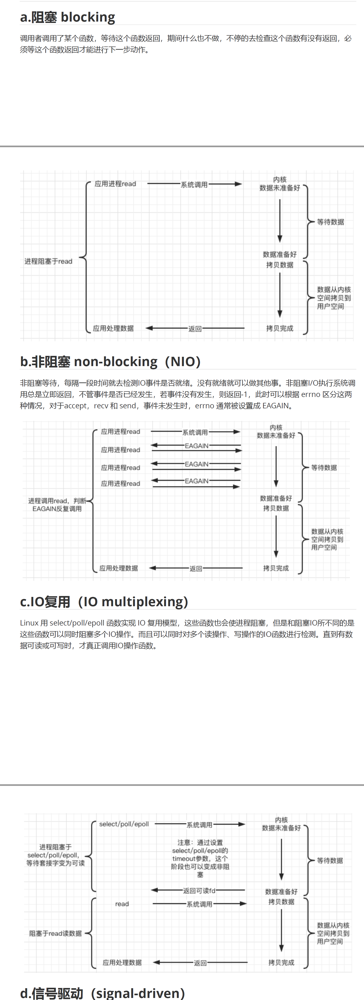 a.阻塞 blocking
调用者调用了某个函数，等待这个函数返回，期间什么也不做，不停的去检查这个函数有没有返回，必
须等这个函数返回才能进行下一步动作。
应用进程read
系统调用
内核
数据未准备好
等待数据
进程阻塞于read
数据准备好
拷贝数据
数据从内核
空间拷贝到
用户空间
应用处理数据
返回
拷贝完成
b.非阻塞 non-blocking（NIO）
非阻塞等待，每隔一段时间就去检测IO事件是否就绪。没有就绪就可以做其他事。非阻塞I/O执行系统调
用总是立即返回，不管事件是否已经发生，若事件没有发生，则返回-1，此时可以根据 errno 区分这两
种情况，对于accept，recv 和 send，事件未发生时，errno 通常被设置成 EAGAIN。
应用进程read
系统调用
内核
数据未准备好
EAGAIN
应用进程read
EAGAIN
应用进程read
等待数据
EAGAIN
应用进程read
进程调用read，判断
EAGAIN反复调用
数据准备好
拷贝数据
数据从内核
空间拷贝到
用户空间
应用处理数据
返回
拷贝完成
c.IO复用（IO multiplexing）
Linux 用 select/poll/epoll 函数实现 IO 复用模型，这些函数也会使进程阻塞，但是和阻塞IO所不同的是
这些函数可以同时阻塞多个IO操作。而且可以同时对多个读操作、写操作的IO函数进行检测。直到有数
据可读或可写时，才真正调用IO操作函数。
select/poll/epoll
系统调用
内核
数据未准备好
进程阻塞于
select/poll/epoll，
等待套接字变为可读
注意：通过设置
select/poll/epoll的
timeout参数，这个
阶段也可以变成非阻
塞
等待数据
返回可读fd
数据准备好
拷贝数据
read
系统调用
阻塞于read读数据
数据从内核
空间拷贝到
用户空间
应用处理数据
返回
拷贝完成
d.信号驱动（signal-driven）